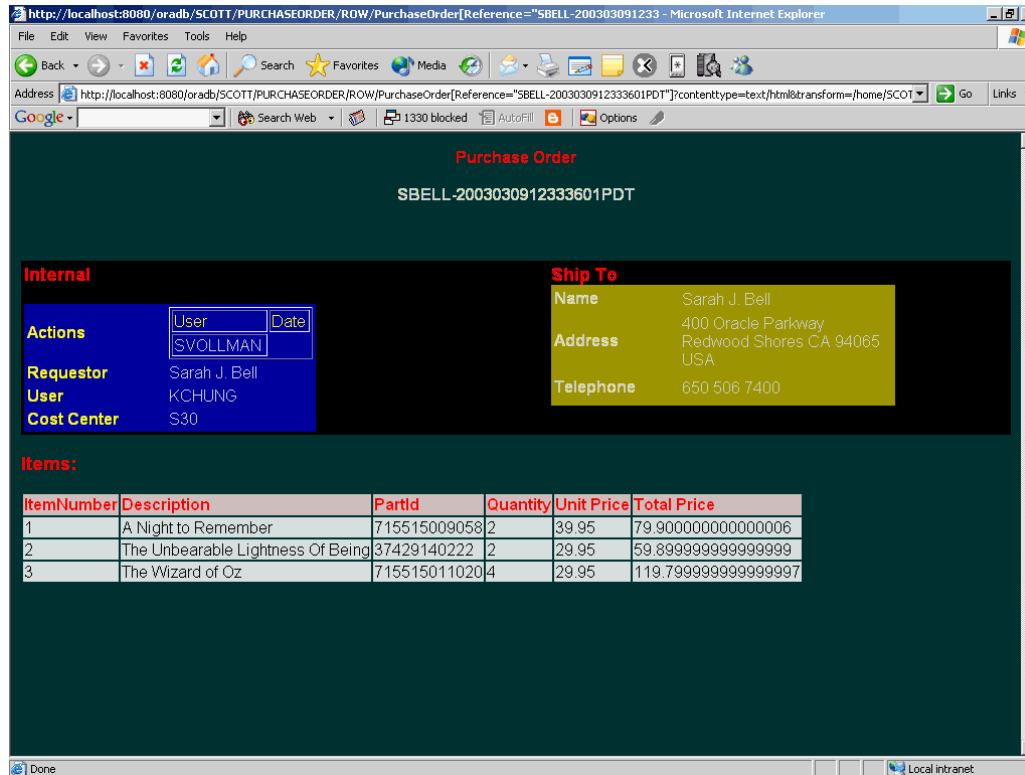 http://localhost:8080/oradb/SCOTT/PURCHASEORDER/ROW/PurchaseOrder[Reference="SBELL-200303091233 - Microsoft Internet Explorer
File Edit View Favorites Tools Help
Back Search Favorites Media
Address http://localhost:8080/oradb/SCOTT/PURCHASEORDER/ROW/PurchaseOrder[Reference="SBELL-2003030912333601PDT"]?contenttype=text/html&transform=/home/SCOT Go Links
Google Search Web 1330 blocked AutoFill Options
Purchase Order
SBELL-2003030912333601PDT
Internal
Actions
User Date
SVOLLMAN
Requestor Sarah J. Bell
User KCHUNG
Cost Center S30
Ship To
Name Sarah J. Bell
Address
400 Oracle Parkway
Redwood Shores CA 94065
USA
Telephone 650 506 7400
Items:
ItemNumber Description PartId Quantity Unit Price Total Price
1 A Night to Remember 715515009058 2 39.95 79.900000000000006
2 The Unbearable Lightness Of Being 37429140222 2 29.95 59.899999999999999
3 The Wizard of Oz 715515011020 4 29.95 119.799999999999997
Done Local intranet